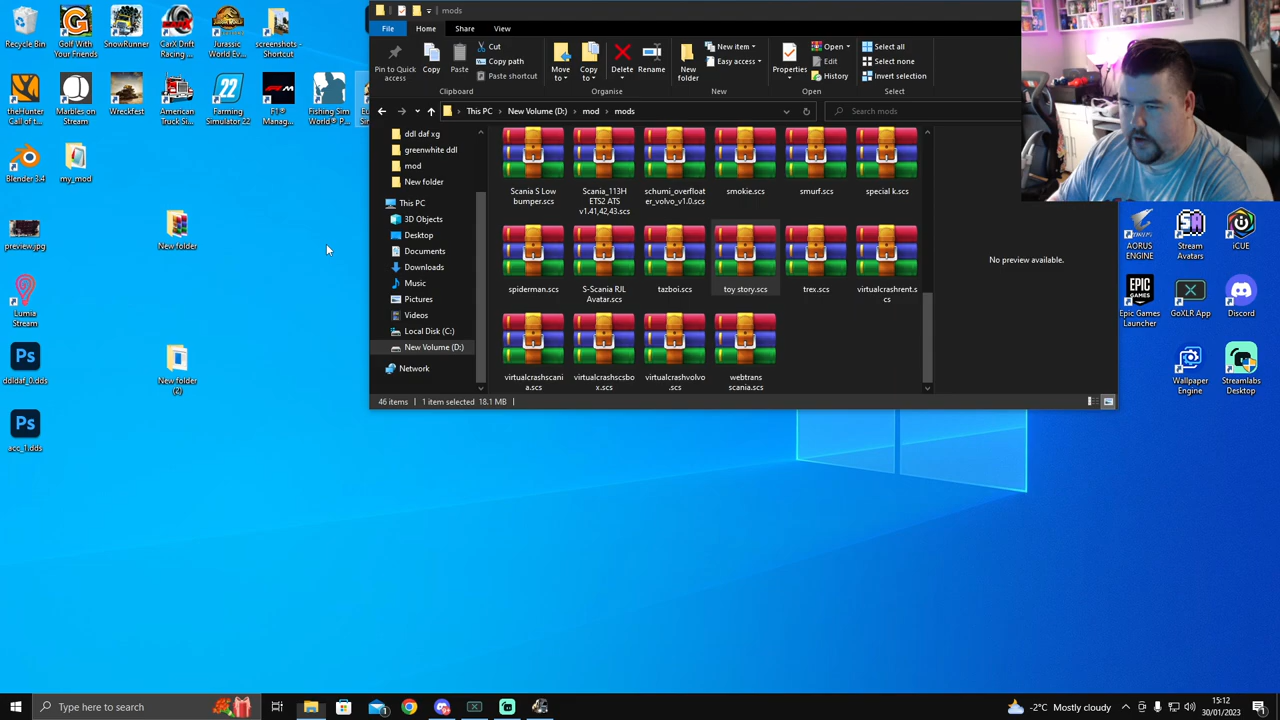 mods
File
Home
Share
View
Pin to Quick
access
Copy
Paste
Cut
Copy path
Paste shortcut
Clipboard
Move
to
Copy
to
Delete
Rename
Organise
New
folder
New item
Easy access
New
Properties
Open
Edit
History
Open
Select all
Select none
Invert selection
Select
This PC
New Volume (D:)
mod
mods
Search mods
ddl daf xg
greenwhite ddl
mod
New folder
This PC
3D Objects
Desktop
Documents
Downloads
Music
Pictures
Videos
Local Disk (C:)
New Volume (D:)
Network
Scania S Low
bumper.scs
Scania_113H
ETS2 ATS
v1.41,42,43.scs
schumi_overfloat
er_volvo_v1.0.scs
smokie.scs
smurf.scs
special k.scs
spiderman.scs
S-Scania RJL
Avatar.scs
tazboi.scs
toy story.scs
trex.scs
virtualcrashrent.s
cs
virtualcrashscani
a.scs
virtualcrashscsbo
x.scs
virtualcrashvolvo
.scs
webtrans
scania.scs
No preview available.
46 items
1 item selected 18.1 MB
Recycle Bin
Golf With
Your Friends
SnowRunner
CarX Drift
Racing ...
Jurassic
World Ev...
screenshots -
Shortcut
theHunter
Call of t...
Marbles on
Stream
Wreckfest
American
Truck Si...
Farming
Simulator 22
F1®
Manag...
Fishing Sim
World® P...
Blender 3.4
my_mod
preview.jpg
New folder
Lumia
Stream
ddldaf_0.dds
New folder
(2)
acc_1.dds
AORUS
ENGINE
Stream
Avatars
iCUE
Epic Games
Launcher
GoXLR App
Discord
Wallpaper
Engine
Streamlabs
Desktop
Type here to search
-2°C Mostly cloudy
15:12
30/01/2023